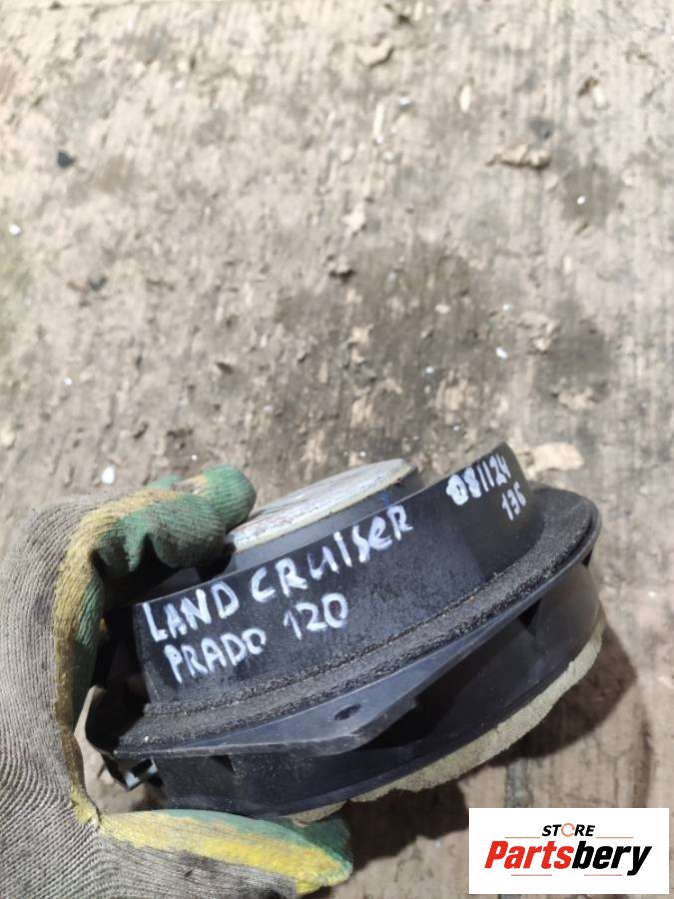 LAND CRUISER
PRADO 120
081124
136
STORE
Partsbery